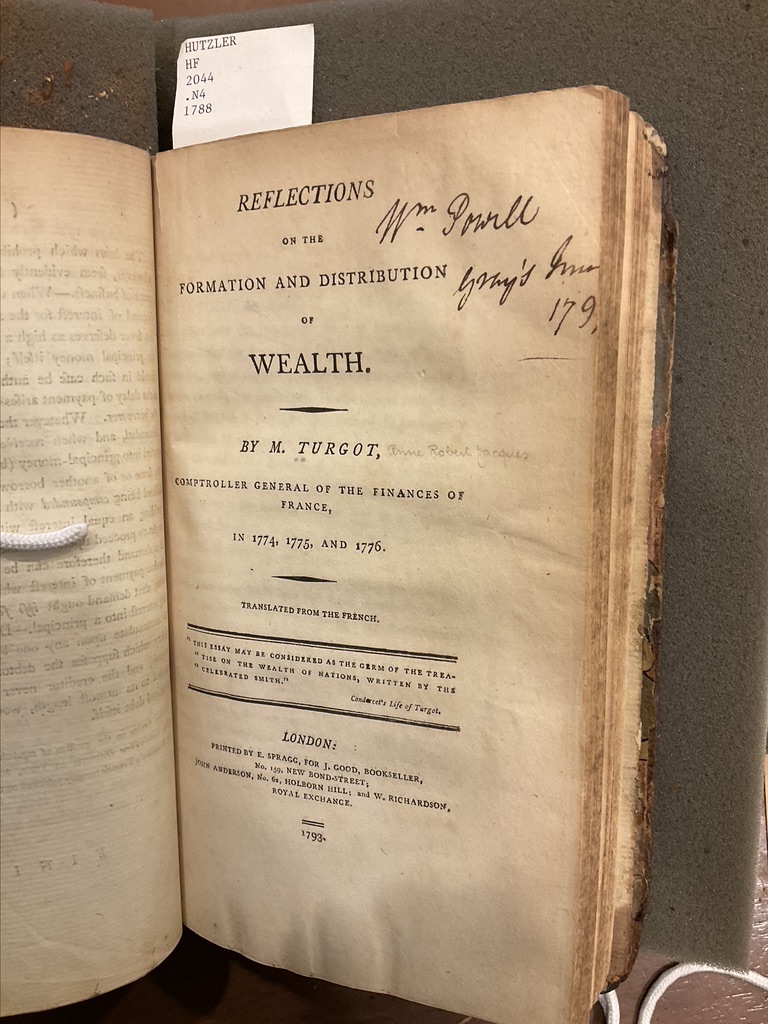 HUTZLER
HF
2044
.N4
1788
REFLECTIONS
Wm Powell
ON THE
FORMATION AND DISTRIBUTION
Gray's Inn
OF
179
WEALTH.
BY M. TURGOT, Anne Robert Jacques
COMPTROLLER GENERAL OF THE FINANCES OF
FRANCE,
IN 1774, 1775, AND 1776.
TRANSLATED FROM THE FRENCH.
"THIS ESSAY MAY BE CONSIDERED AS THE GERM OF THE TREA-
"TISE ON THE WEALTH OF NATIONS, WRITTEN BY THE
"CELEBRATED SMITH."
Condorcet's Life of Turgot.
LONDON:
PRINTED BY E. SPRAGG, FOR J. GOOD, BOOKSELLER,
No. 159, NEW BOND-STREET;
JOHN ANDERSON, No. 62, HOLBORN HILL; and W. RICHARDSON,
ROYAL EXCHANGE.
1793.